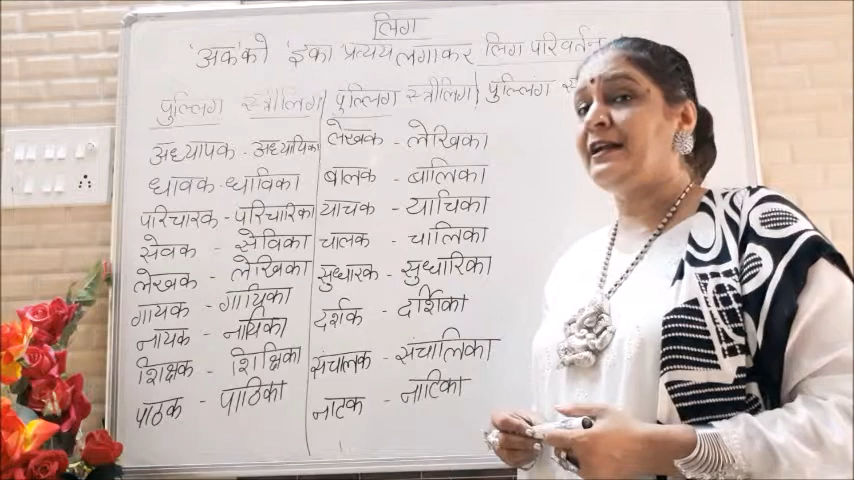 लिंग
'अक' को 'इका' प्रत्यय लगाकर लिंग परिवर्तन
पुल्लिंग स्त्रीलिंग पुल्लिंग स्त्रीलिंग पुल्लिंग
अध्यापक - अध्यापिका
धावक - धाविका
परिचारक - परिचारिका
सेवक - सेविका
लेखक - लेखिका
गायक - गायिका
नायक - नायिका
शिक्षक - शिक्षिका
पाठक - पाठिका
लेखक - लेखिका
बालक - बालिका
याचक - याचिका
चालक - चालिका
सुधारक - सुधारिका
दर्शक - दर्शिका
संचालक - संचालिका
नाटक - नाटिका